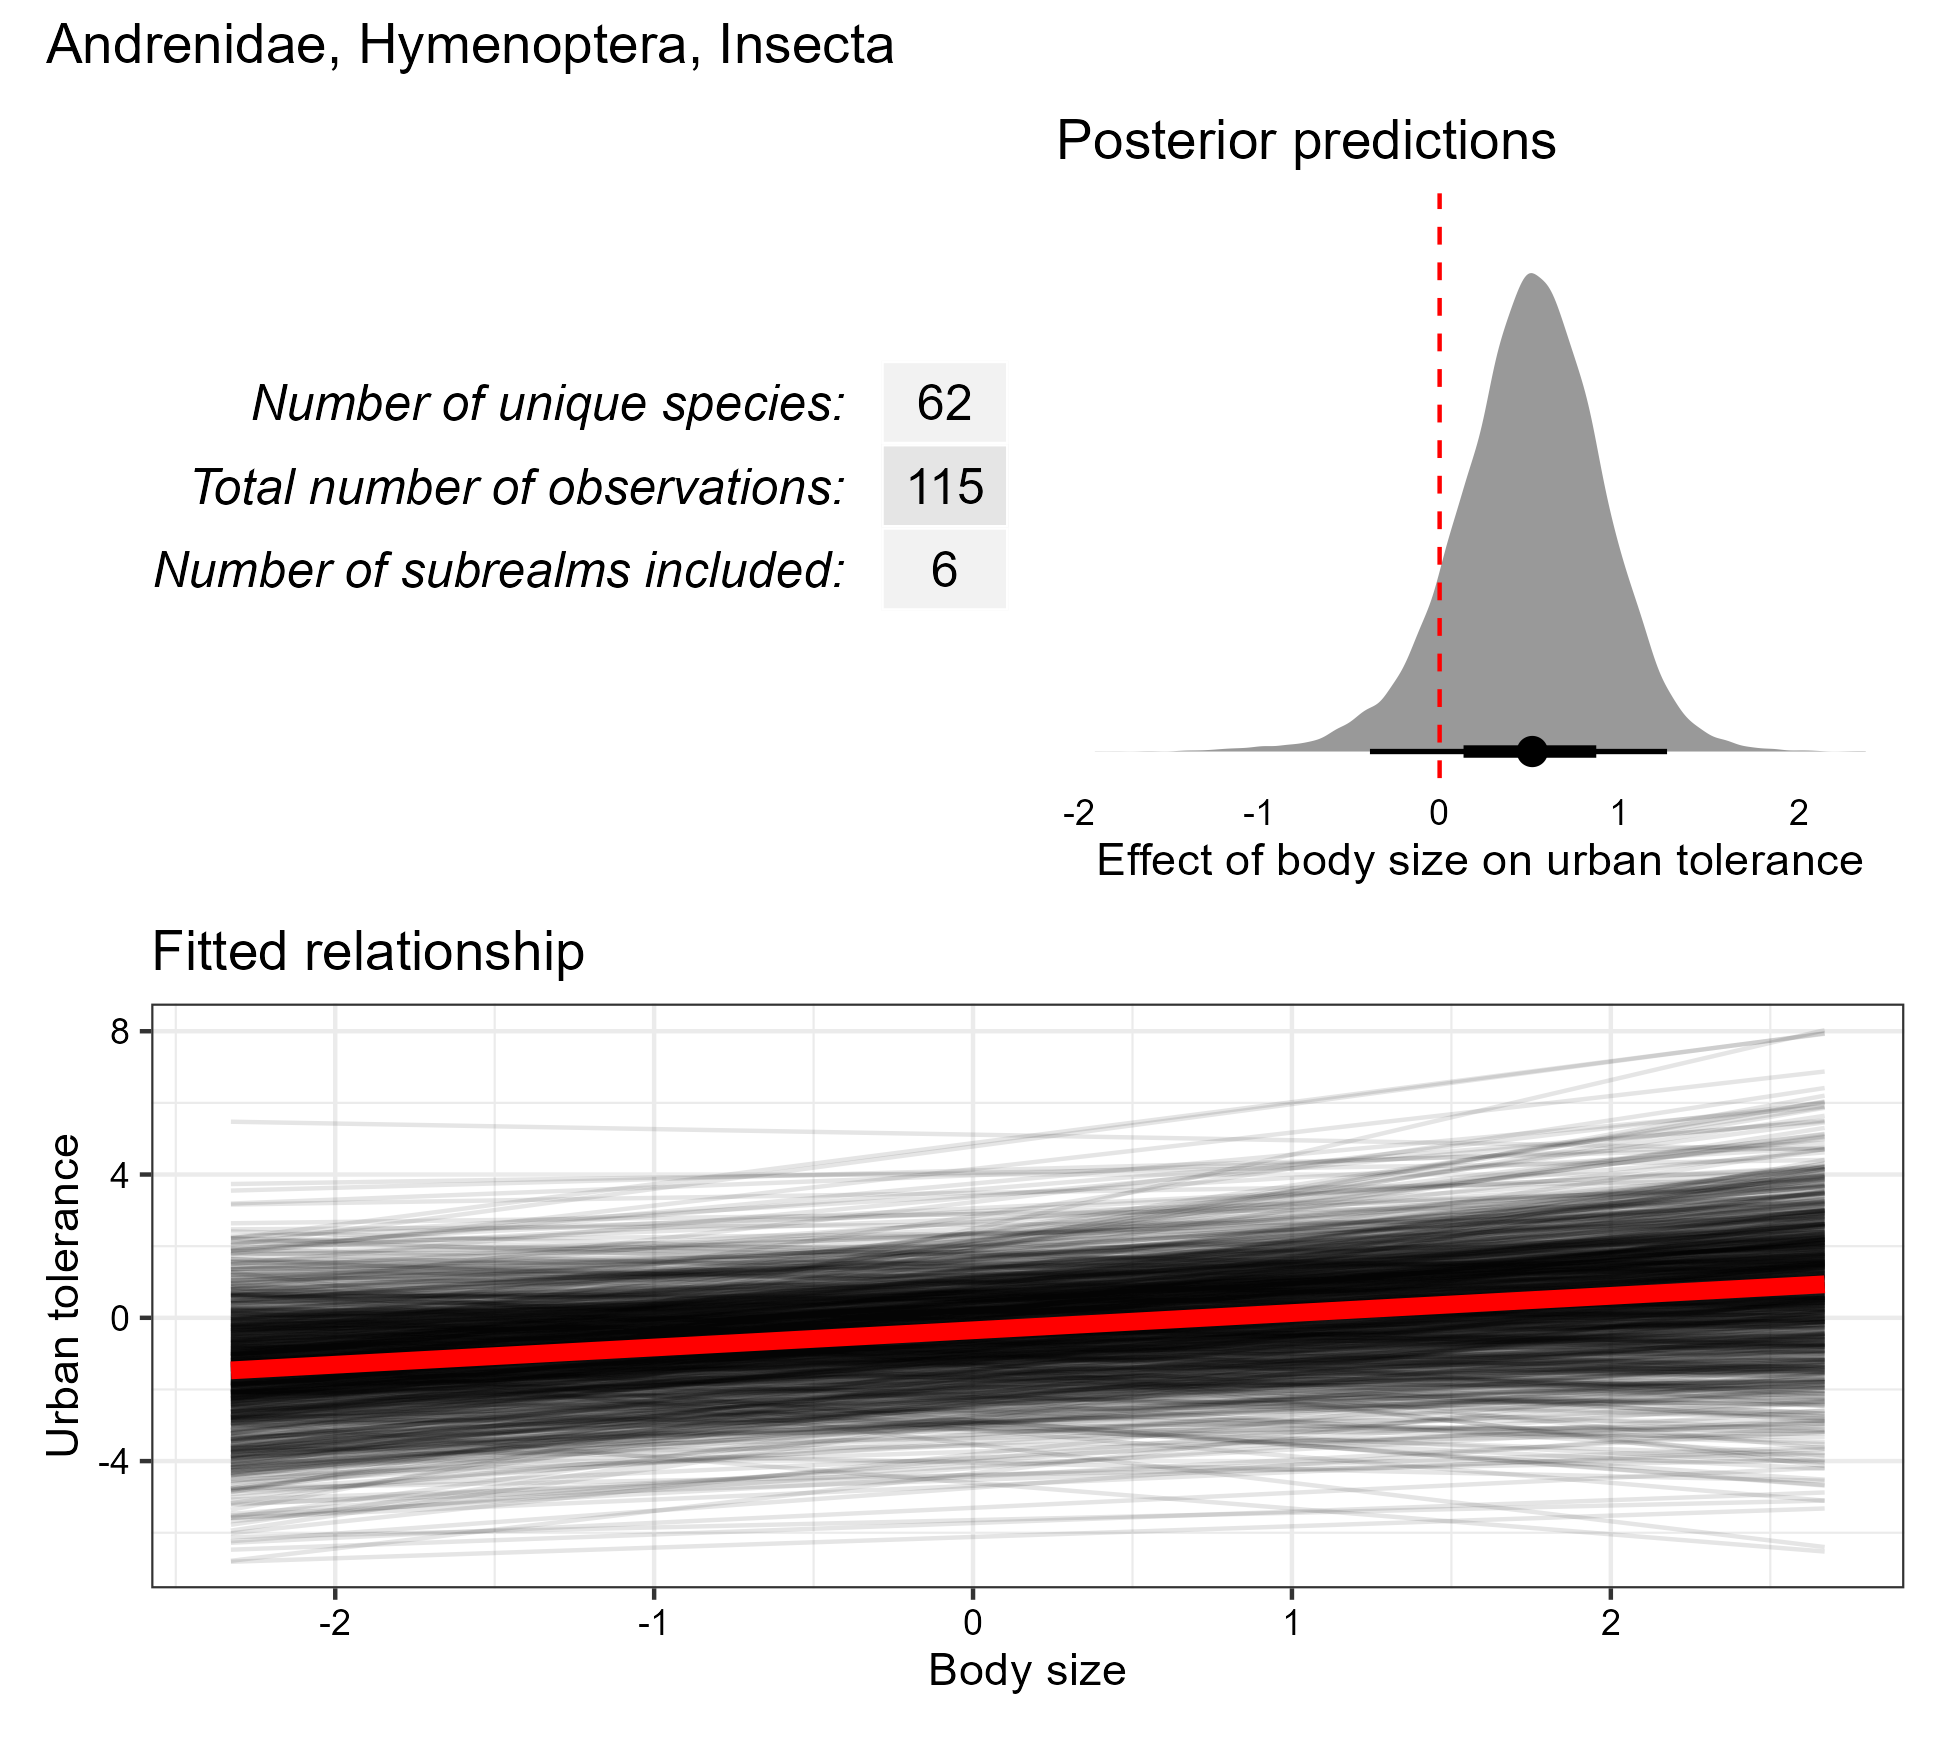 Andrenidae, Hymenoptera, Insecta
Posterior predictions
Number of unique species: 62
Total number of observations: 115
Number of subrealms included: 6
-2 -1 0 1 2
Effect of body size on urban tolerance
Fitted relationship
8
4
0
-4
Urban tolerance
-2 -1 0 1 2
Body size